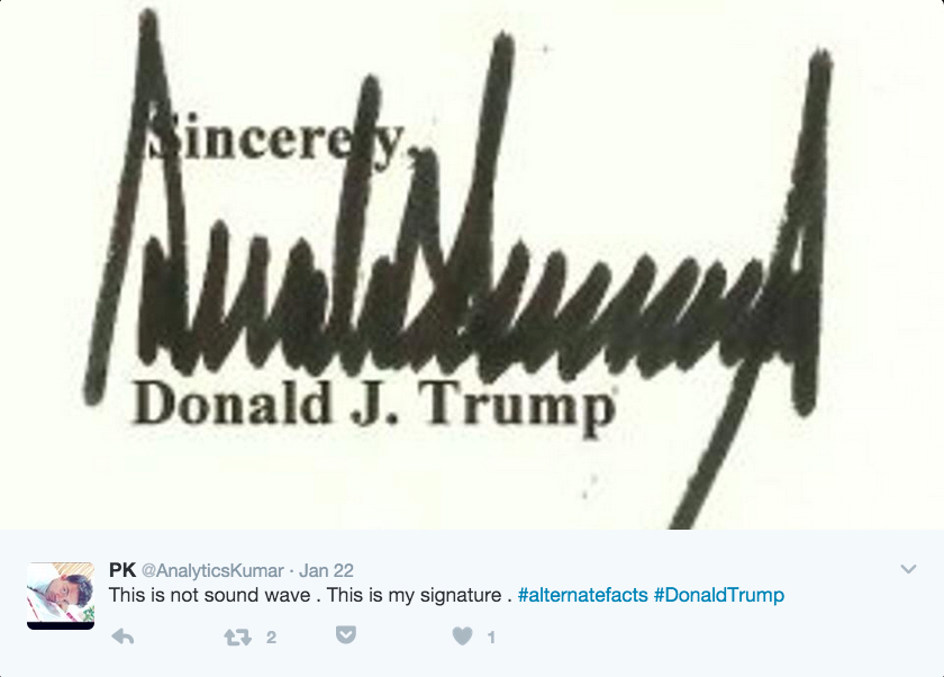 Sincerely,
Donald J. Trump
PK @AnalyticsKumar · Jan 22
This is not sound wave . This is my signature . #alternatefacts #DonaldTrump
2
1